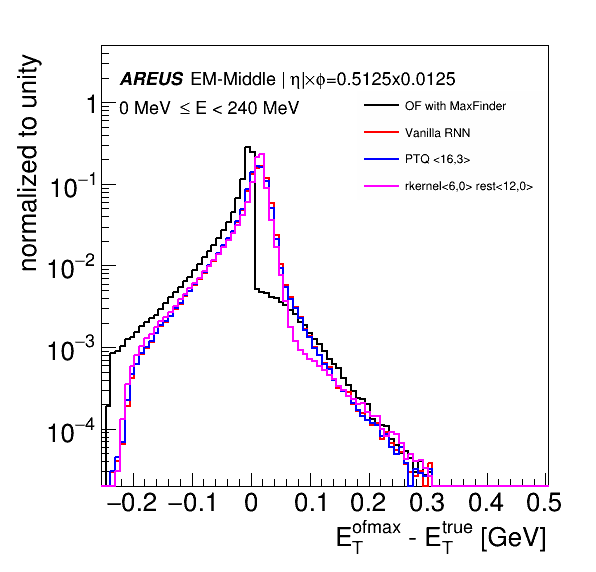 normalized to unity
AREUS EM-Middle | η|×ϕ=0.5125x0.0125
0 MeV ≤ E < 240 MeV
OF with MaxFinder
Vanilla RNN
PTQ <16,3>
rkernel<6,0> rest<12,0>
1
10⁻¹
10⁻²
10⁻³
10⁻⁴
−0.2 −0.1 0 0.1 0.2 0.3 0.4 0.5
E_T^ofmax - E_T^true [GeV]